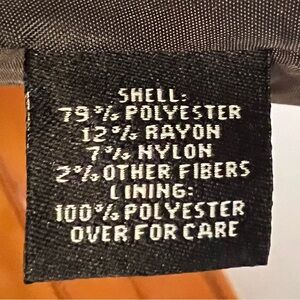 SHELL:
79% POLYESTER
12% RAYON
7% NYLON
2% OTHER FIBERS
LINING:
100% POLYESTER
OVER FOR CARE